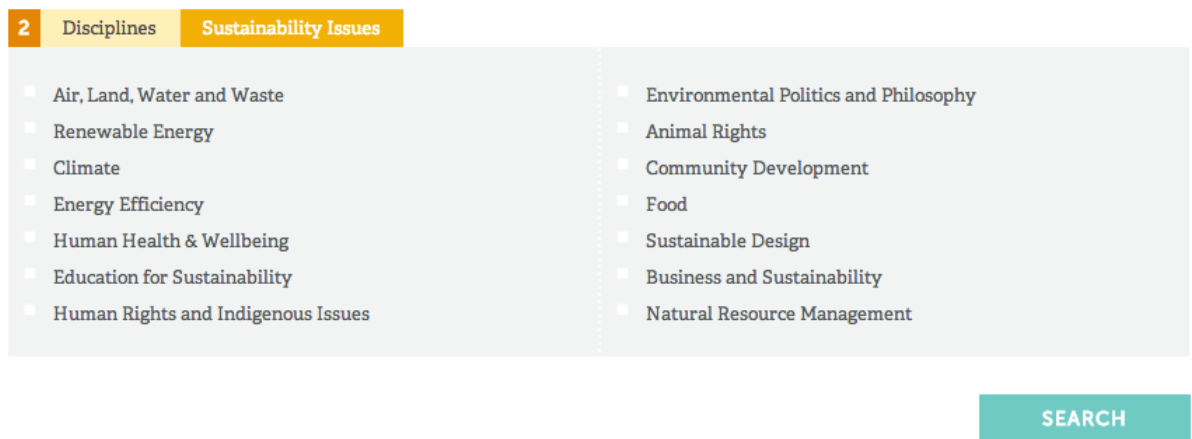 2 Disciplines Sustainability Issues
Air, Land, Water and Waste
Renewable Energy
Climate
Energy Efficiency
Human Health & Wellbeing
Education for Sustainability
Human Rights and Indigenous Issues
Environmental Politics and Philosophy
Animal Rights
Community Development
Food
Sustainable Design
Business and Sustainability
Natural Resource Management
SEARCH